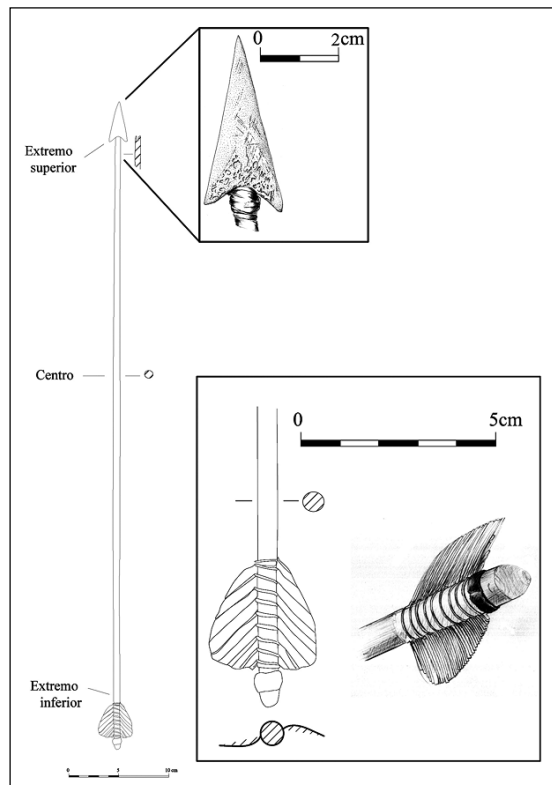 0 2cm
Extremo
superior
Centro
0 5cm
Extremo
inferior
0 5 10 cm